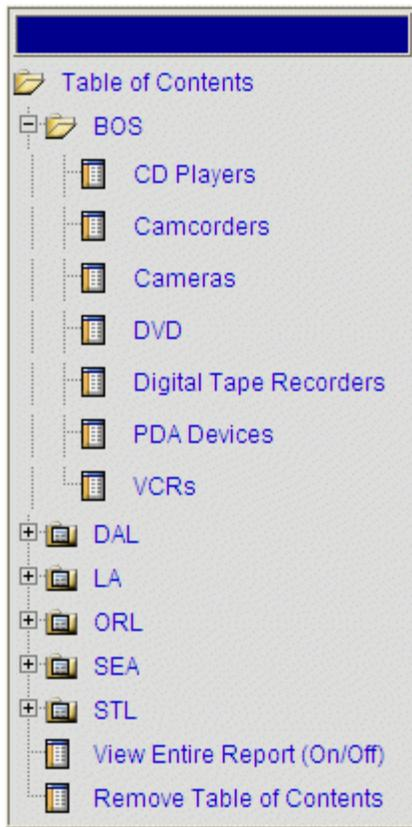 Table of Contents
BOS
CD Players
Camcorders
Cameras
DVD
Digital Tape Recorders
PDA Devices
VCRs
DAL
LA
ORL
SEA
STL
View Entire Report (On/Off)
Remove Table of Contents